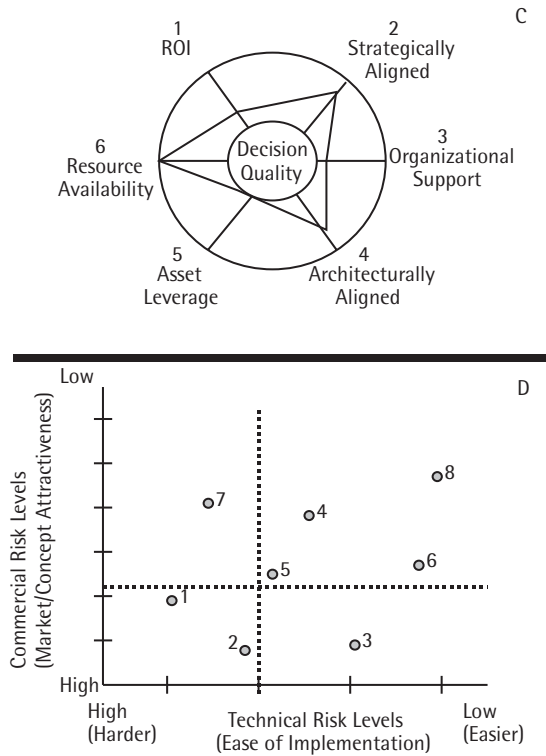 C
1
ROI
2
Strategically
Aligned
3
Organizational
Support
Decision
Quality
6
Resource
Availability
5
Asset
Leverage
4
Architecturally
Aligned
D
Low
Commercial Risk Levels
(Market/Concept Attractiveness)
8
7
4
6
5
1
2
3
High
High
(Harder)
Technical Risk Levels
(Ease of Implementation)
Low
(Easier)